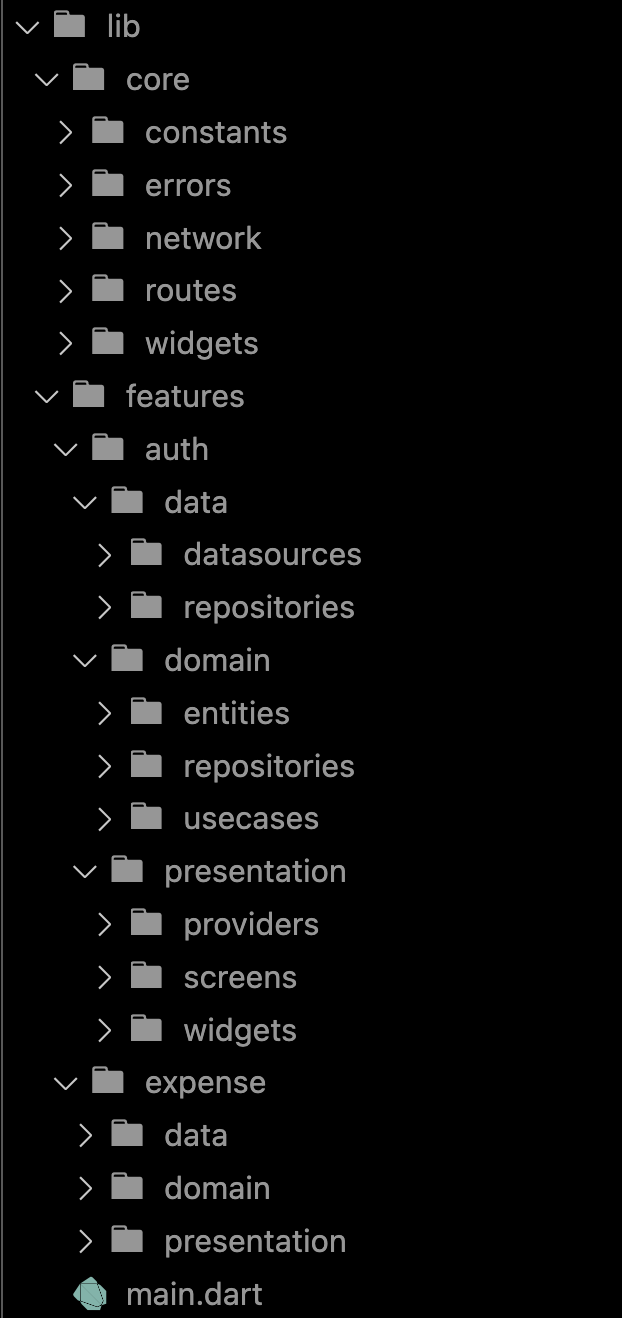 lib
core
constants
errors
network
routes
widgets
features
auth
data
datasources
repositories
domain
entities
repositories
usecases
presentation
providers
screens
widgets
expense
data
domain
presentation
main.dart